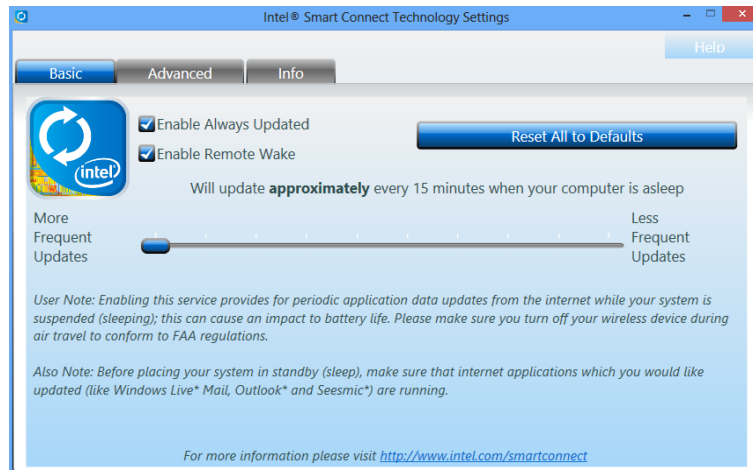 Intel® Smart Connect Technology Settings
Help
Basic
Advanced
Info
intel®
Enable Always Updated
Enable Remote Wake
Reset All to Defaults
Will update approximately every 15 minutes when your computer is asleep
More
Frequent
Updates
Less
Frequent
Updates
User Note: Enabling this service provides for periodic application data updates from the internet while your system is
suspended (sleeping); this can cause an impact to battery life. Please make sure you turn off your wireless device during
air travel to conform to FAA regulations.
Also Note: Before placing your system in standby (sleep), make sure that internet applications which you would like
updated (like Windows Live* Mail, Outlook* and Seesmic*) are running.
For more information please visit http://www.intel.com/smartconnect